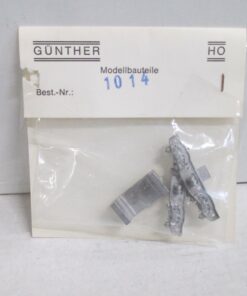 GÜNTHER HO
Modellbauteile
Best.-Nr.: 1014